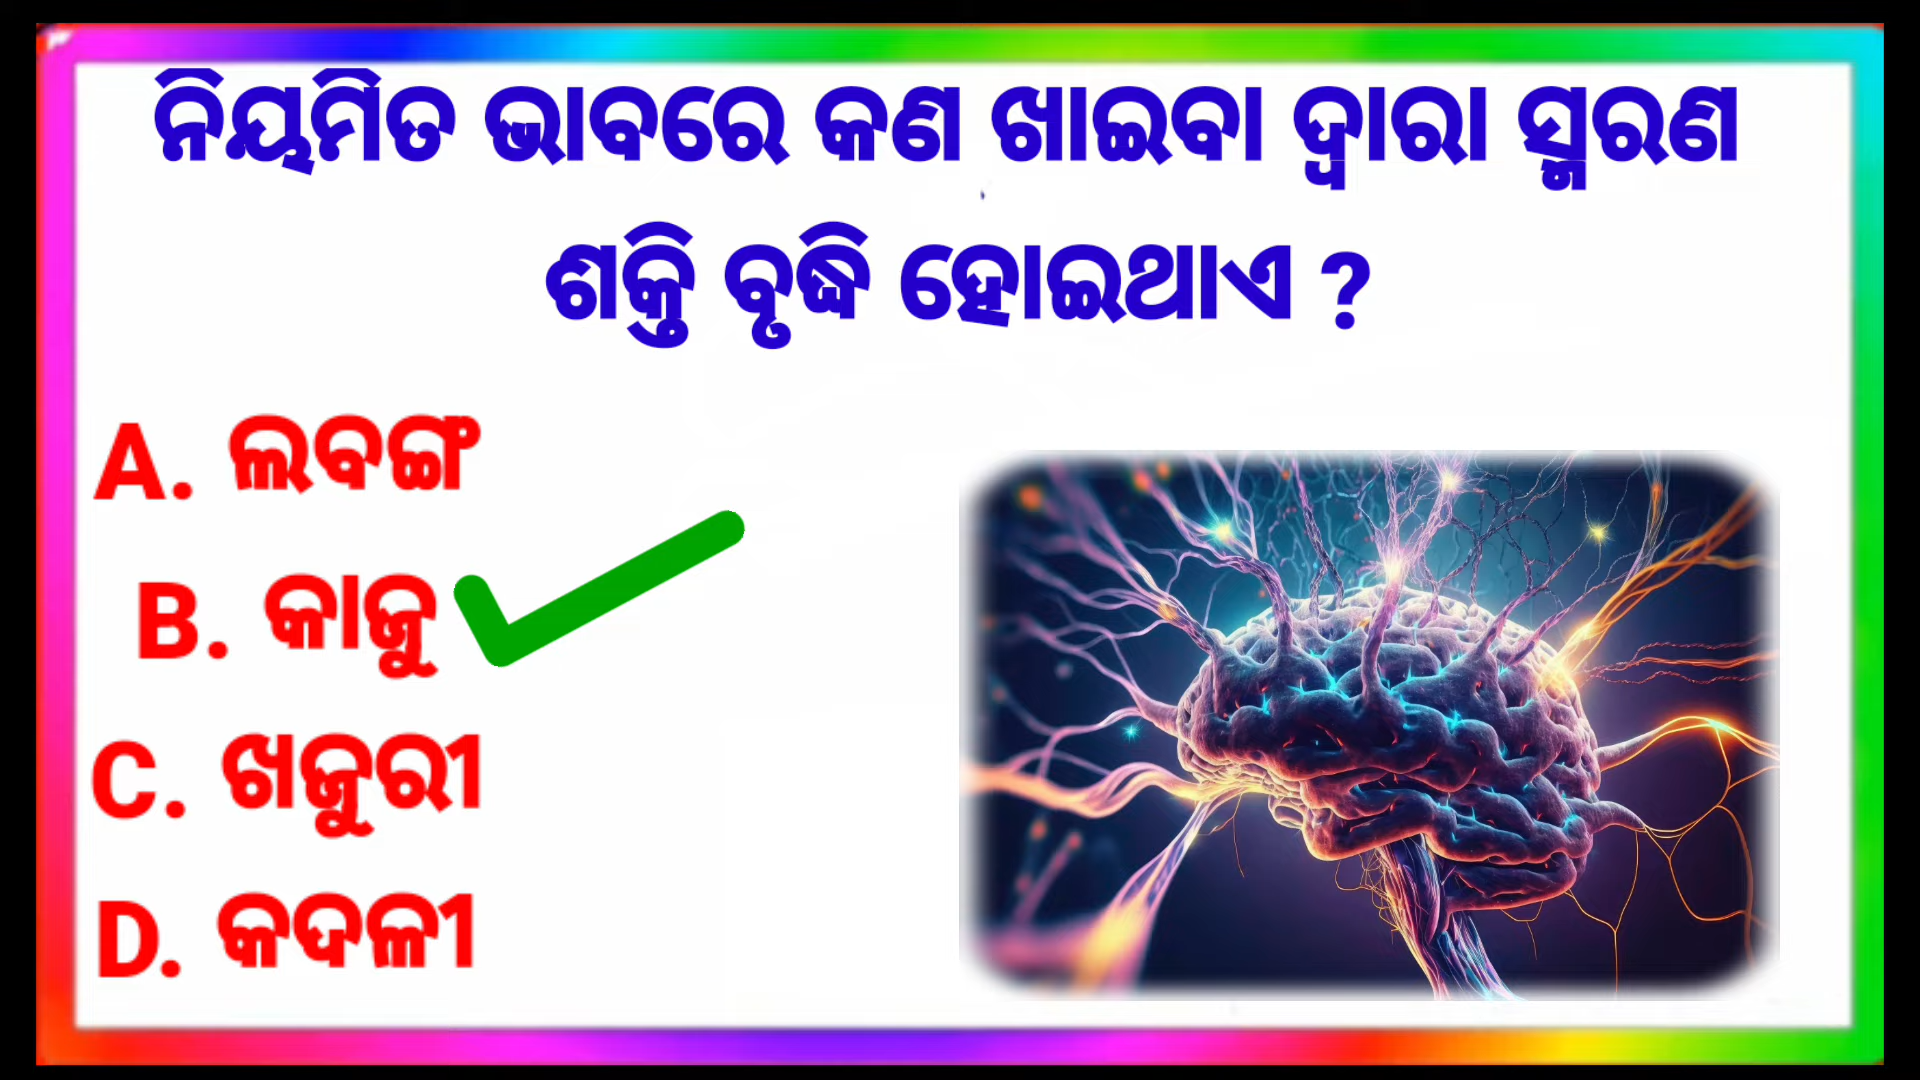 ନିୟମିତ ଭାବରେ କଣ ଖାଇବା ଦ୍ୱାରା ସ୍ମରଣ
ଶକ୍ତି ବୃଦ୍ଧି ହୋଇଥାଏ ?
A. ଲବଙ୍ଗ
B. କାଜୁ
C. ଖଜୁରୀ
D. କଦଳୀ